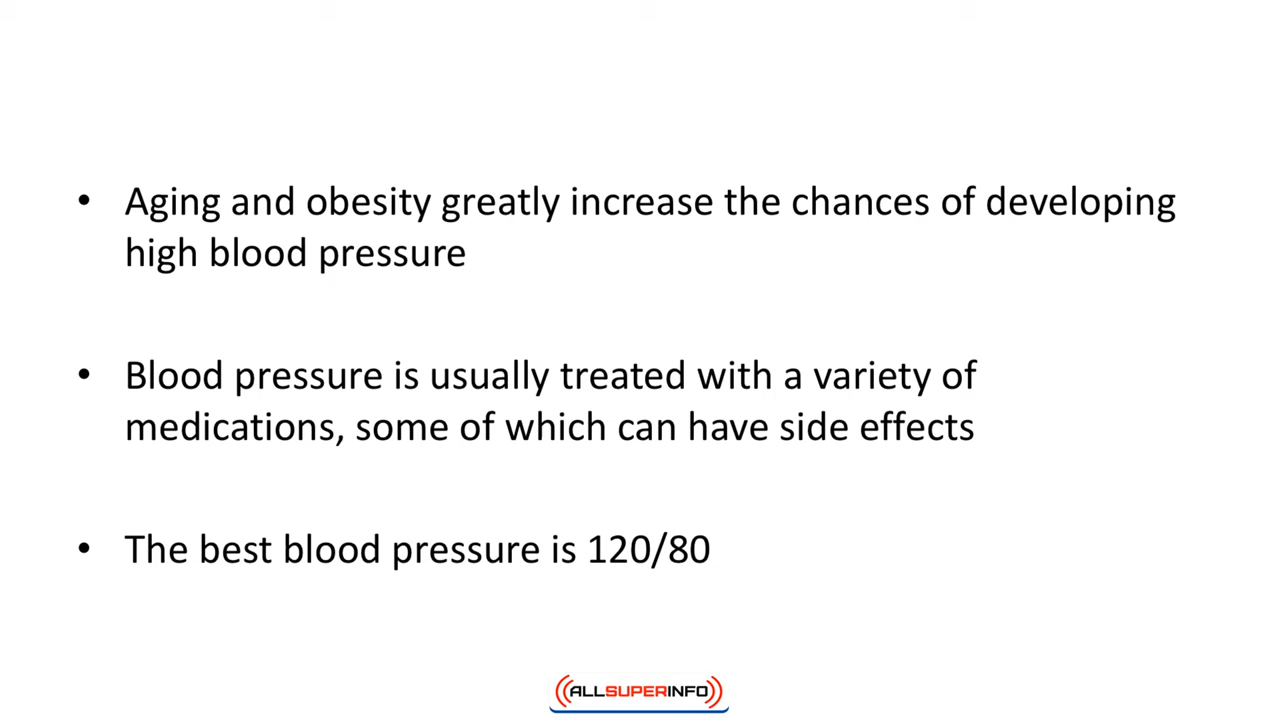 • Aging and obesity greatly increase the chances of developing
high blood pressure
• Blood pressure is usually treated with a variety of
medications, some of which can have side effects
• The best blood pressure is 120/80
ALLSUPERINFO